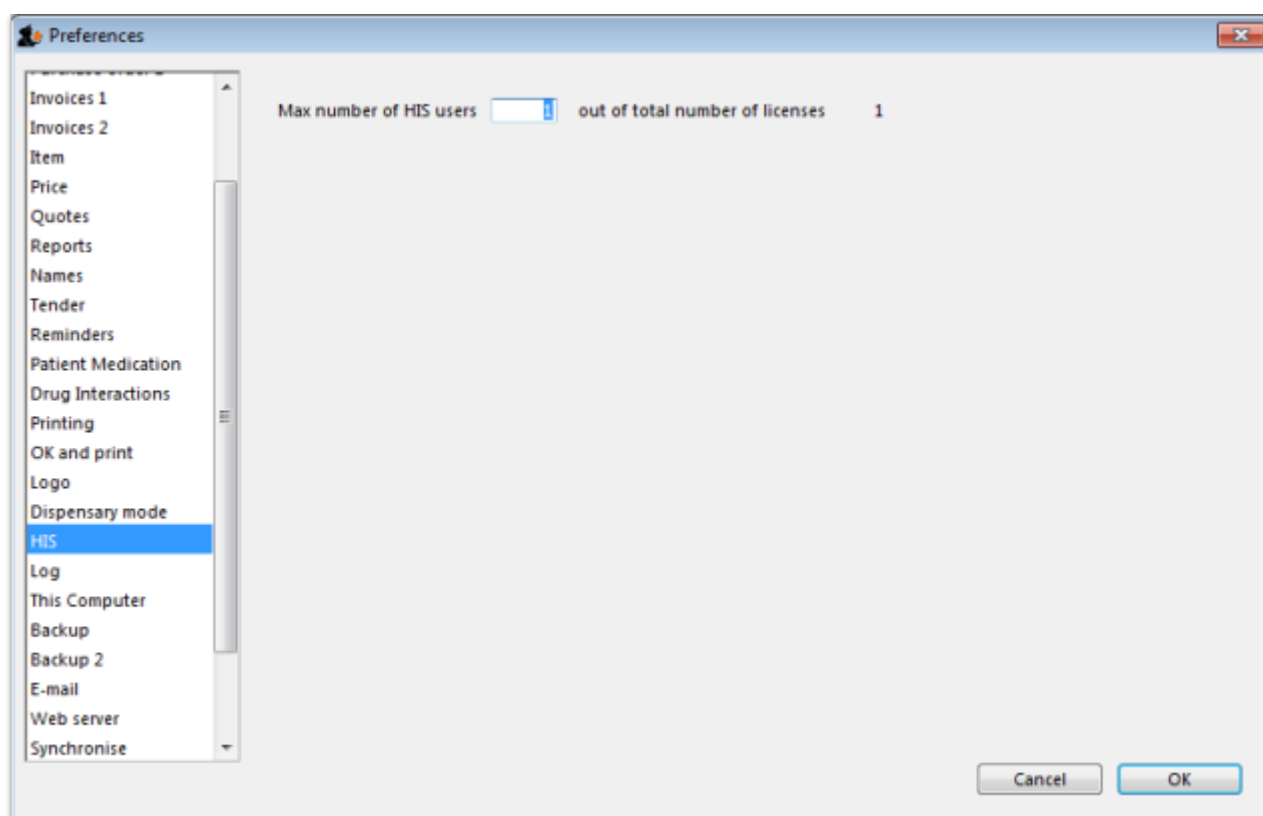 Preferences
Invoices 1
Invoices 2
Item
Price
Quotes
Reports
Names
Tender
Reminders
Patient Medication
Drug Interactions
Printing
OK and print
Logo
Dispensary mode
HIS
Log
This Computer
Backup
Backup 2
E-mail
Web server
Synchronise
Max number of HIS users 1 out of total number of licenses 1
Cancel OK